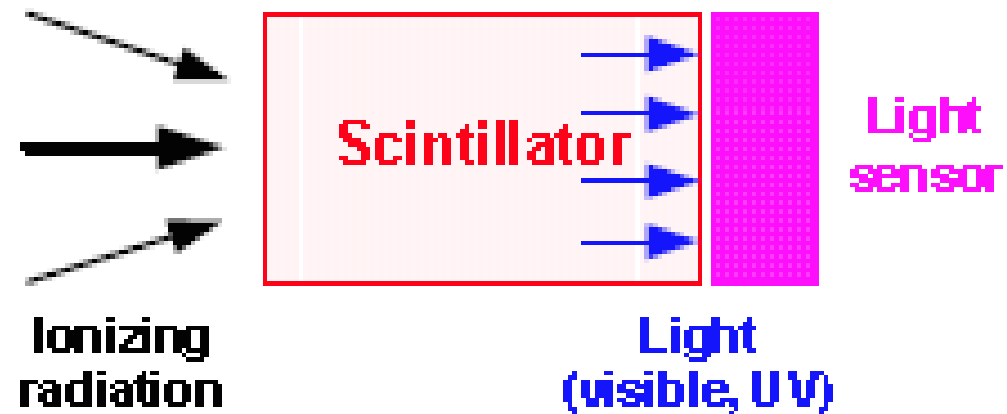 Scintillator
Light
sensor
Ionizing
radiation
Light
(visible, UV)